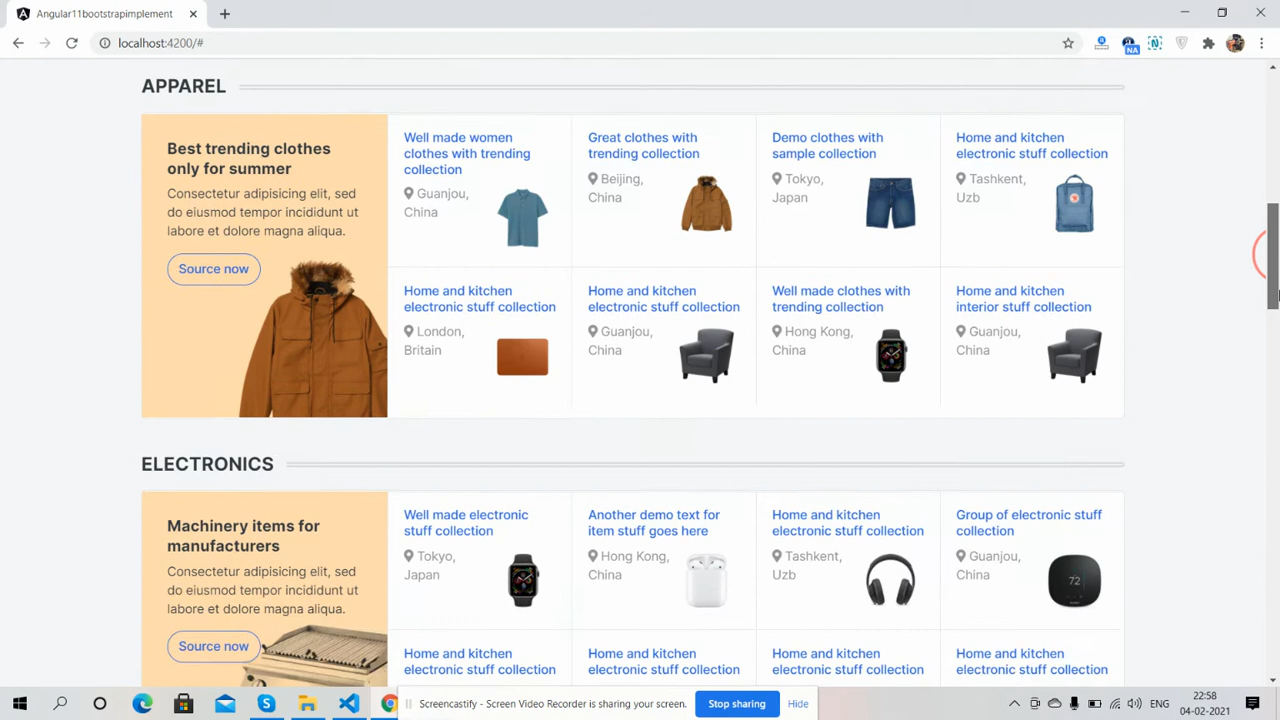 Angular11bootstrapimplement
localhost:4200/#
NA
N
APPAREL
Best trending clothes
only for summer
Consectetur adipisicing elit, sed
do eiusmod tempor incididunt ut
labore et dolore magna aliqua.
Source now
Well made women
clothes with trending
collection
Guanjou,
China
Great clothes with
trending collection
Beijing,
China
Demo clothes with
sample collection
Tokyo,
Japan
Home and kitchen
electronic stuff collection
Tashkent,
Uzb
Home and kitchen
electronic stuff collection
London,
Britain
Home and kitchen
electronic stuff collection
Guanjou,
China
Well made clothes with
trending collection
Hong Kong,
China
Home and kitchen
interior stuff collection
Guanjou,
China
ELECTRONICS
Machinery items for
manufacturers
Consectetur adipisicing elit, sed
do eiusmod tempor incididunt ut
labore et dolore magna aliqua.
Source now
Well made electronic
stuff collection
Tokyo,
Japan
Another demo text for
item stuff goes here
Hong Kong,
China
Home and kitchen
electronic stuff collection
Tashkent,
Uzb
Group of electronic stuff
collection
Guanjou,
China
72
Home and kitchen
electronic stuff collection
Home and kitchen
electronic stuff collection
Home and kitchen
electronic stuff collection
Home and kitchen
electronic stuff collection
Screencastify - Screen Video Recorder is sharing your screen.
Stop sharing
Hide
ENG
22:58
04-02-2021